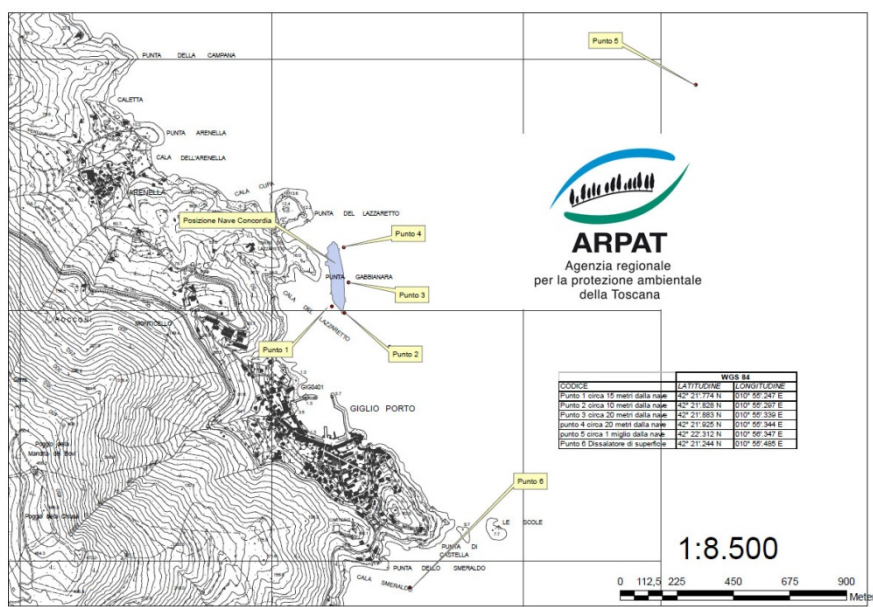 Punto 5
PUNTA DELLA CAMPANA
CALETTA
PUNTA ARENELLA
CALA DELL'ARENELLA
ARENELLA
CALA CUPA
PUNTA DEL LAZZARETTO
Posizione Nave Concordia
Punto 4
LAZZARETTO
PUNTA GABBIANARA
Punto 3
CALA DEL LAZZARETTO
MONTICELLO
Punto 1
Punto 2
GIG0401
GIGLIO PORTO
ARPAT
Agenzia regionale
per la protezione ambientale
della Toscana
WGS 84
CODICE LATITUDINE LONGITUDINE
Punto 1 circa 15 metri dalla nave 42° 21'.774 N 010° 55'.247 E
Punto 2 circa 10 metri dalla nave 42° 21'.828 N 010° 55'.297 E
Punto 3 circa 20 metri dalla nave 42° 21'.883 N 010° 55'.339 E
punto 4 circa 20 metri dalla nave 42° 21'.925 N 010° 55'.344 E
punto 5 circa 1 miglio dalla nave 42° 22'.312 N 010° 56'.347 E
Punto 6 Dissalatore di superficie 42° 21'.244 N 010° 55'.485 E
Poggio della
Punto 6
LE SCOLE
PUNTA DI
CASTELLA
PUNTA DELLO SMERALDO
CALA SMERALDO
1:8.500
0 112,5 225 450 675 900
Mete